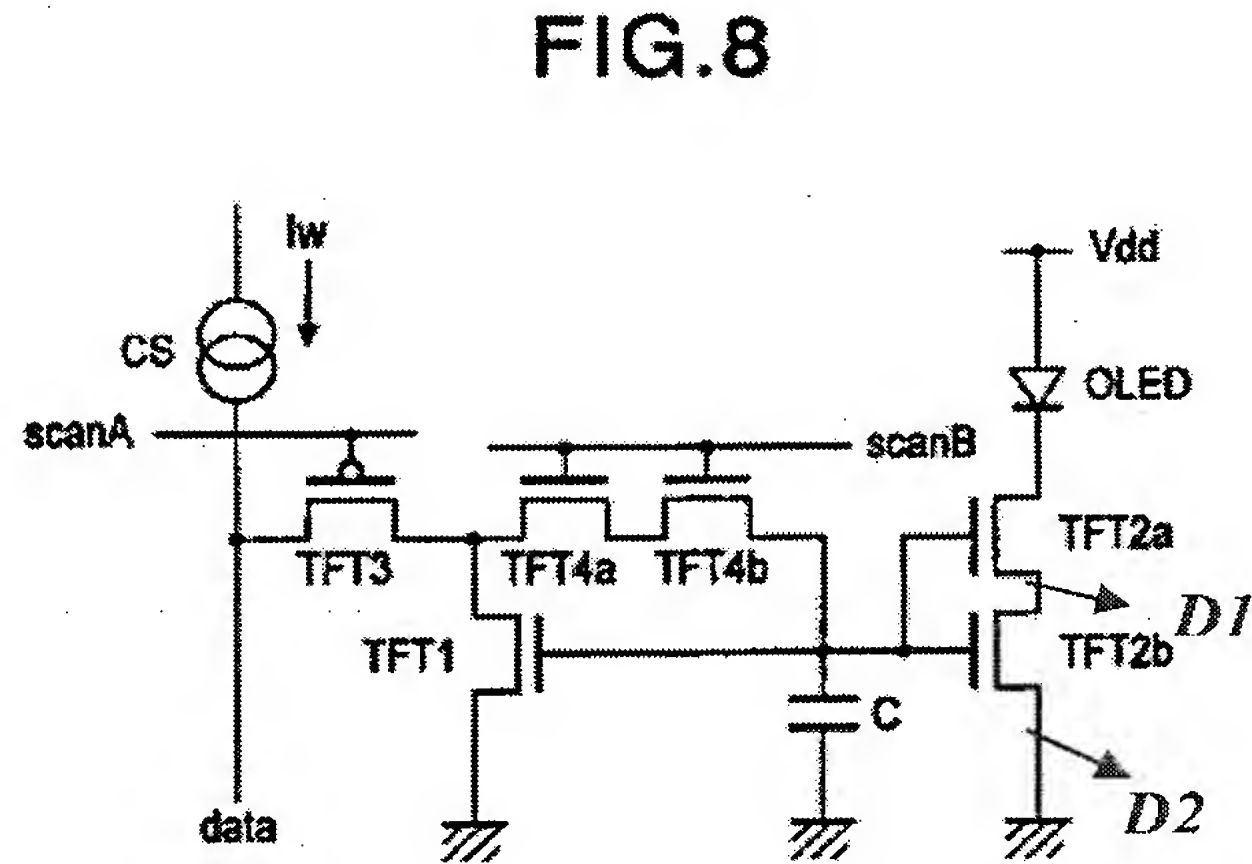 FIG.8
Iw
Vdd
CS
OLED
scanA
scanB
TFT3
TFT4a
TFT4b
TFT2a
D1
TFT1
TFT2b
C
D2
data